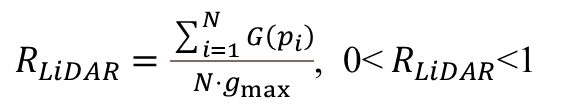 R_{LiDAR} = \frac{\sum_{i=1}^{N} G(p_i)}{N \cdot g_{\max}}, 0< R_{LiDAR}<1